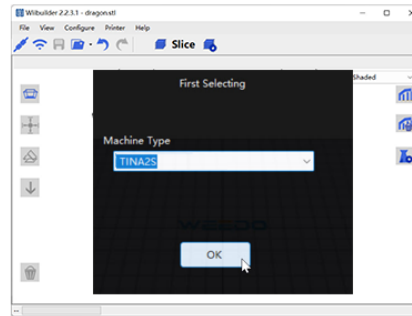 Wiibuilder 2.2.3.1 - dragon.stl
File View Configure Printer Help
Slice
Shaded
First Selecting
Machine Type
TINA2S
WEEDO
OK